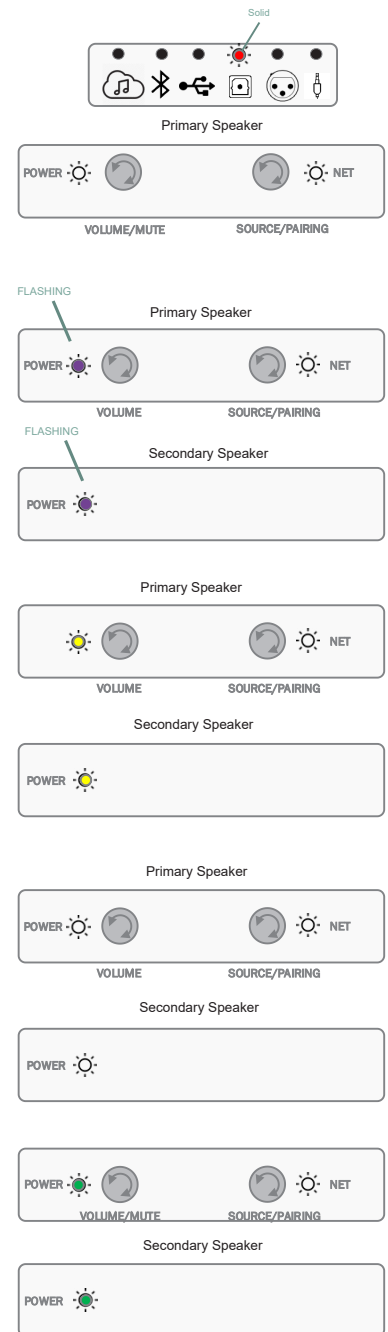 Solid
Primary Speaker
POWER NET
VOLUME/MUTE SOURCE/PAIRING
FLASHING
Primary Speaker
POWER NET
VOLUME SOURCE/PAIRING
FLASHING
Secondary Speaker
POWER
Primary Speaker
NET
VOLUME SOURCE/PAIRING
Secondary Speaker
POWER
Primary Speaker
POWER NET
VOLUME SOURCE/PAIRING
Secondary Speaker
POWER
POWER NET
VOLUME/MUTE SOURCE/PAIRING
Secondary Speaker
POWER